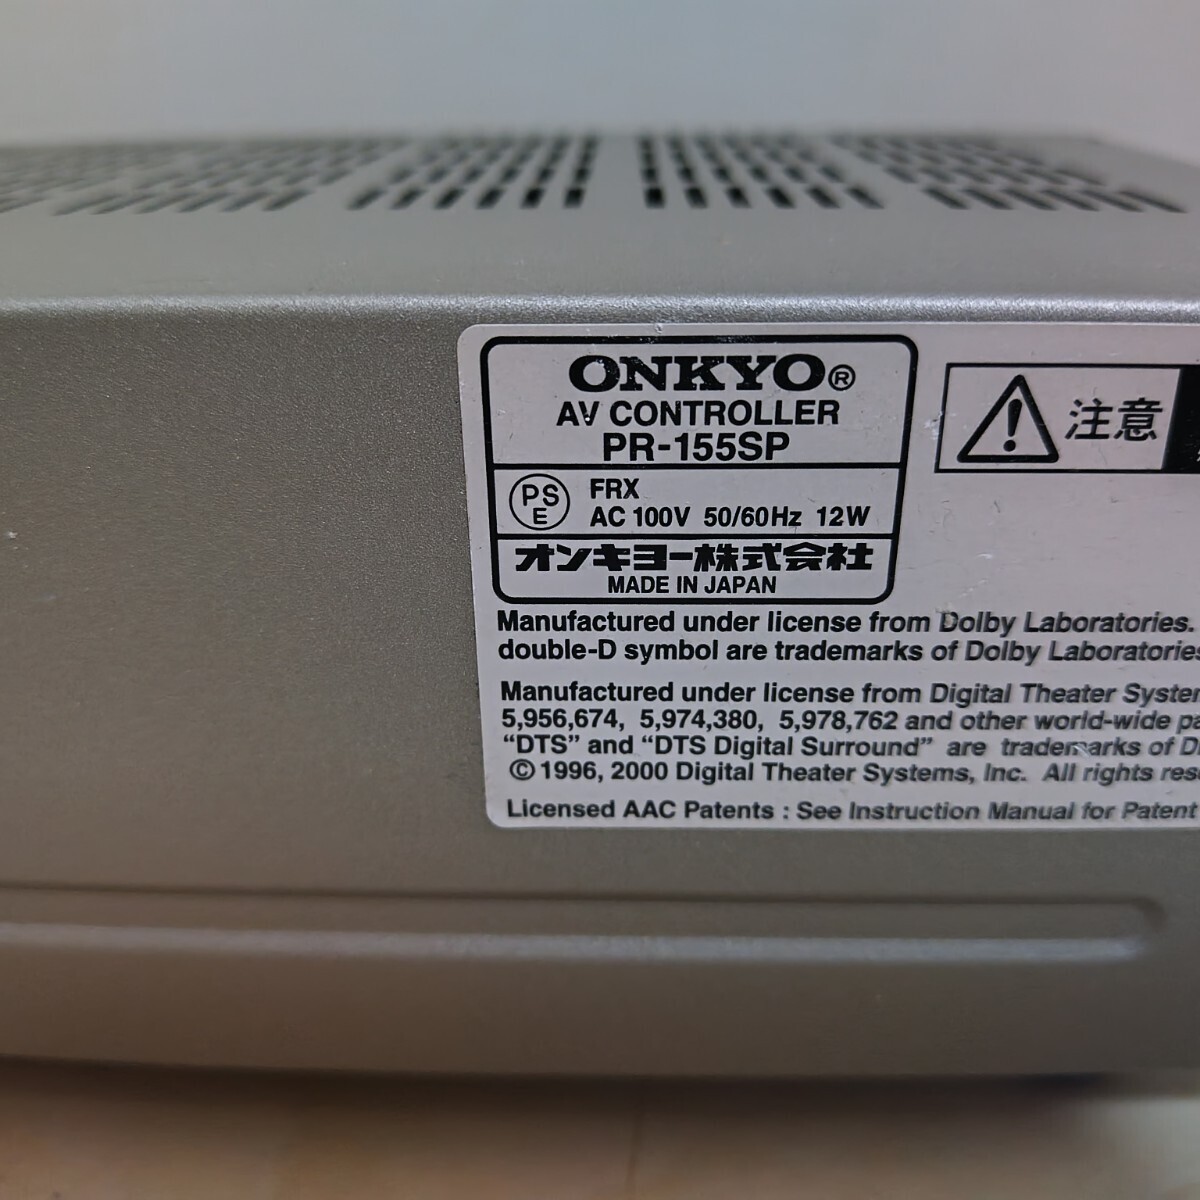 ONKYO®
AV CONTROLLER
PR-155SP
PSE FRX
AC 100V 50/60Hz 12W
オンキヨー株式会社
MADE IN JAPAN
注意
Manufactured under license from Dolby Laboratories.
double-D symbol are trademarks of Dolby Laboratories
Manufactured under license from Digital Theater System
5,956,674, 5,974,380, 5,978,762 and other world-wide pa
“DTS” and “DTS Digital Surround” are trademarks of Di
© 1996, 2000 Digital Theater Systems, Inc. All rights rese
Licensed AAC Patents : See Instruction Manual for Patent